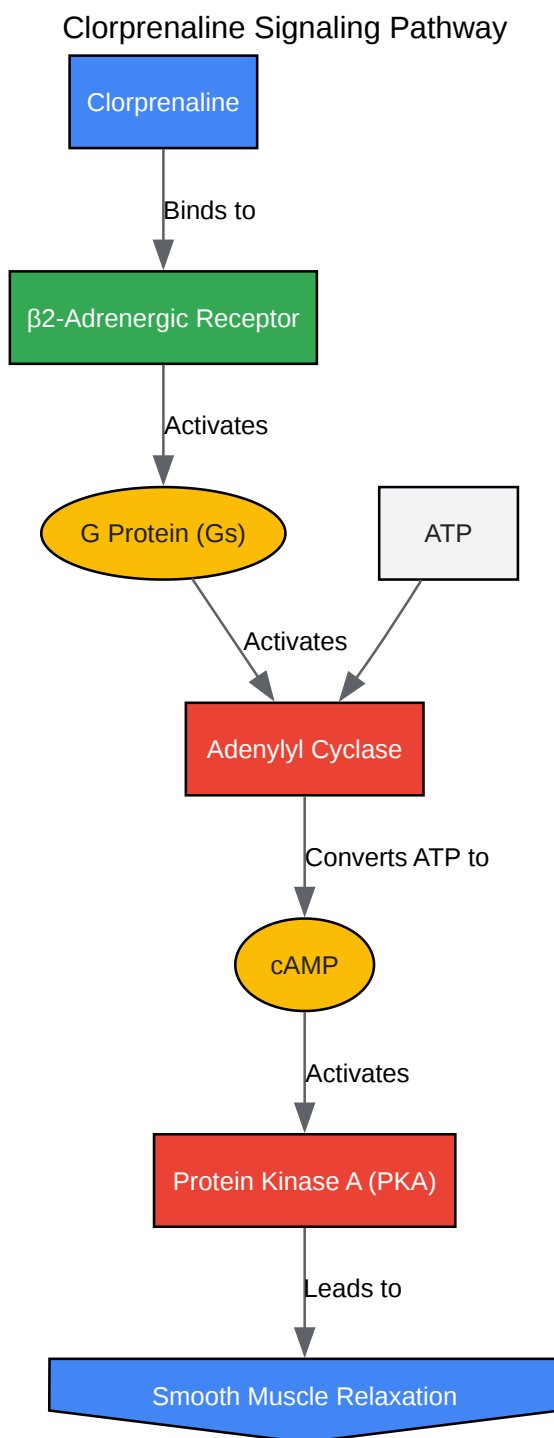 Clorprenaline Signaling Pathway
Clorprenaline
Binds to
β2-Adrenergic Receptor
Activates
G Protein (Gs)
ATP
Activates
Adenylyl Cyclase
Converts ATP to
cAMP
Activates
Protein Kinase A (PKA)
Leads to
Smooth Muscle Relaxation